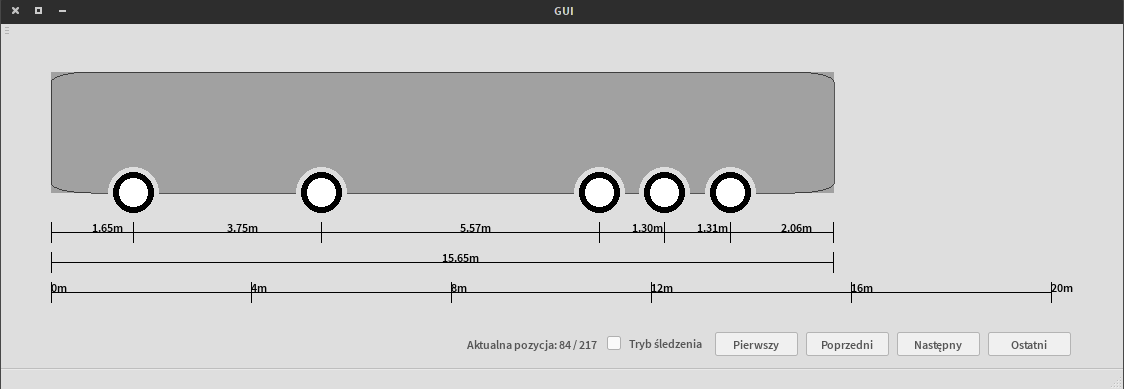 GUI
1.65m 3.75m 5.57m 1.30m 1.31m 2.06m
15.65m
0m 4m 8m 12m 16m 20m
Aktualna pozycja: 84 / 217 Tryb śledzenia Pierwszy Poprzedni Następny Ostatni